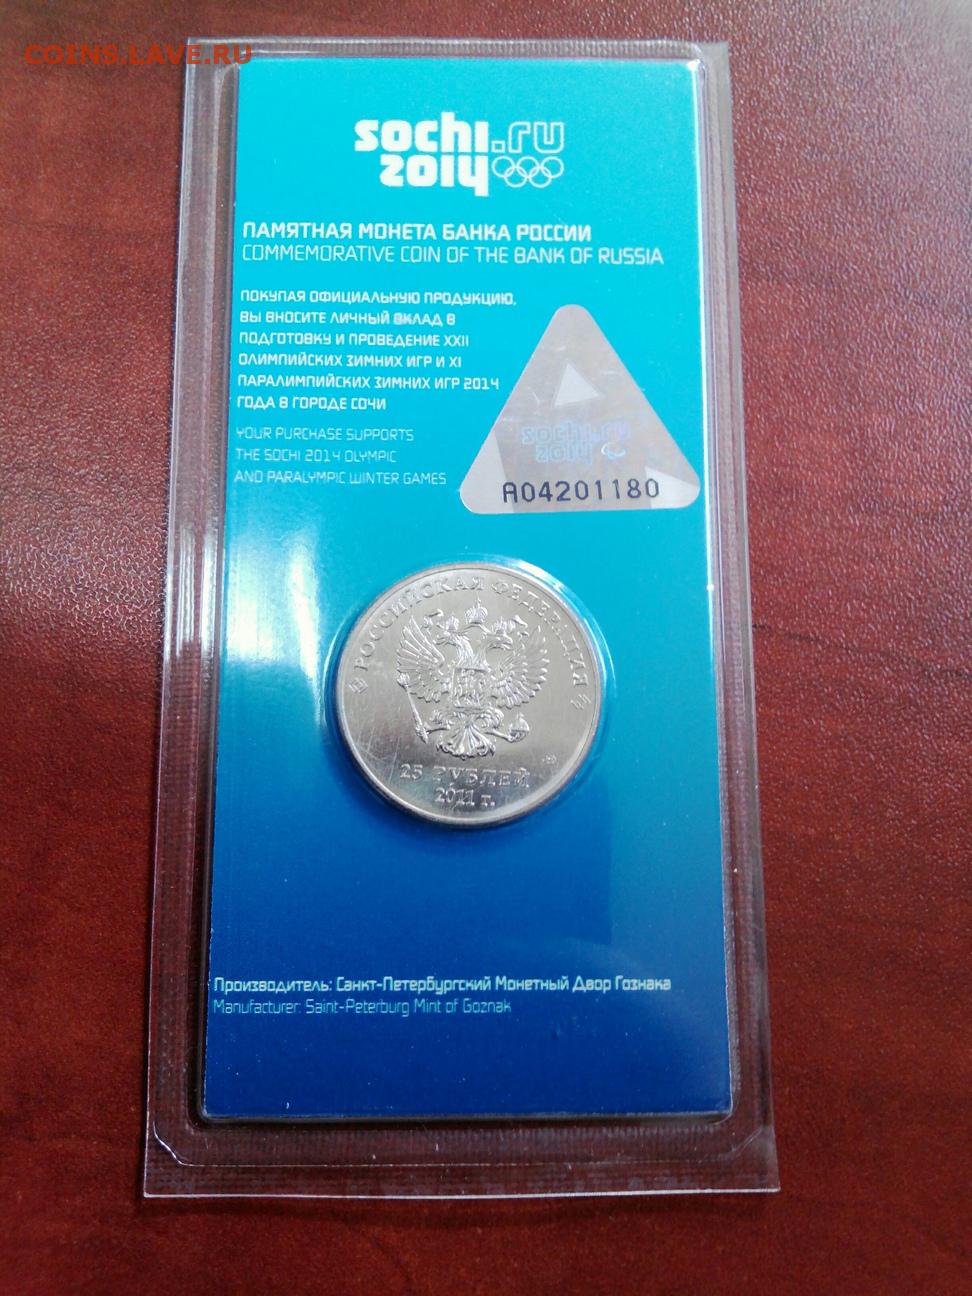 COINS.LAVE.RU
sochi.ru
2014
ПАМЯТНАЯ МОНЕТА БАНКА РОССИИ
COMMEMORATIVE COIN OF THE BANK OF RUSSIA
ПОКУПАЯ ОФИЦИАЛЬНУЮ ПРОДУКЦИЮ,
ВЫ ВНОСИТЕ ЛИЧНЫЙ ВКЛАД В
ПОДГОТОВКУ И ПРОВЕДЕНИЕ XXII
ОЛИМПИЙСКИХ ЗИМНИХ ИГР И XI
ПАРАЛИМПИЙСКИХ ЗИМНИХ ИГР 2014
ГОДА В ГОРОДЕ СОЧИ
YOUR PURCHASE SUPPORTS
THE SOCHI 2014 OLYMPIC
AND PARALYMPIC WINTER GAMES
sochi.ru
2014
A04201180
РОССИЙСКАЯ ФЕДЕРАЦИЯ
25 РУБЛЕЙ
2011 г.
Производитель: Санкт-Петербургский Монетный Двор Гознака
Manufacturer: Saint-Peterburg Mint of Goznak